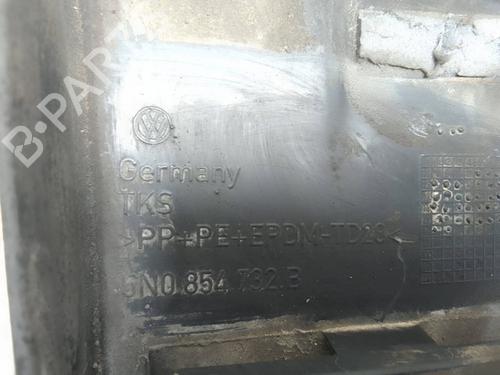 B-PARTS
Germany
TKS
>PP+PE+EPDM-TD20<
5N0.854.732.B